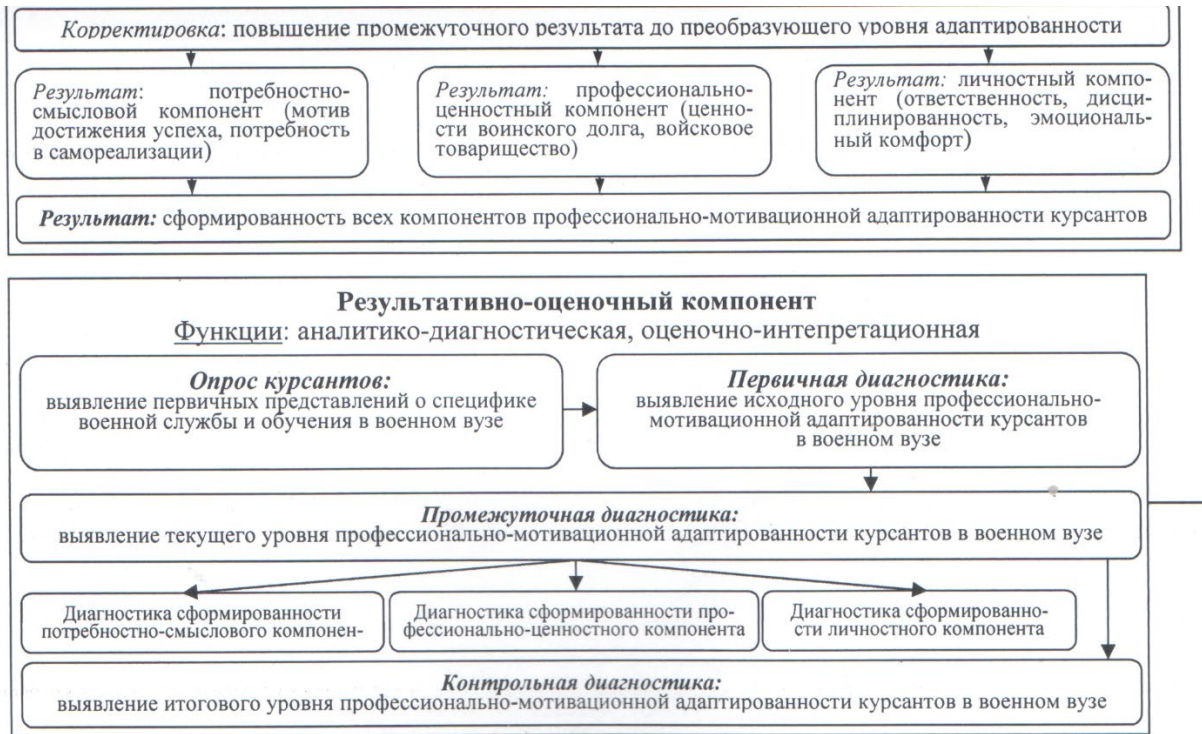 Корректировка: повышение промежуточного результата до преобразующего уровня адаптированности
Результат: потребностно-
смысловой компонент (мотив
достижения успеха, потребность
в самореализации)
Результат: профессионально-
ценностный компонент (ценно-
сти воинского долга, войсковое
товарищество)
Результат: личностный компо-
нент (ответственность, дисци-
плинированность, эмоциональ-
ный комфорт)
Результат: сформированность всех компонентов профессионально-мотивационной адаптированности курсантов
Результативно-оценочный компонент
Функции: аналитико-диагностическая, оценочно-интепретационная
Опрос курсантов:
выявление первичных представлений о специфике
военной службы и обучения в военном вузе
Первичная диагностика:
выявление исходного уровня профессионально-
мотивационной адаптированности курсантов
в военном вузе
Промежуточная диагностика:
выявление текущего уровня профессионально-мотивационной адаптированности курсантов в военном вузе
Диагностика сформированности
потребностно-смыслового компонен-
Диагностика сформированности про-
фессионально-ценностного компонента
Диагностика сформированно-
сти личностного компонента
Контрольная диагностика:
выявление итогового уровня профессионально-мотивационной адаптированности курсантов в военном вузе